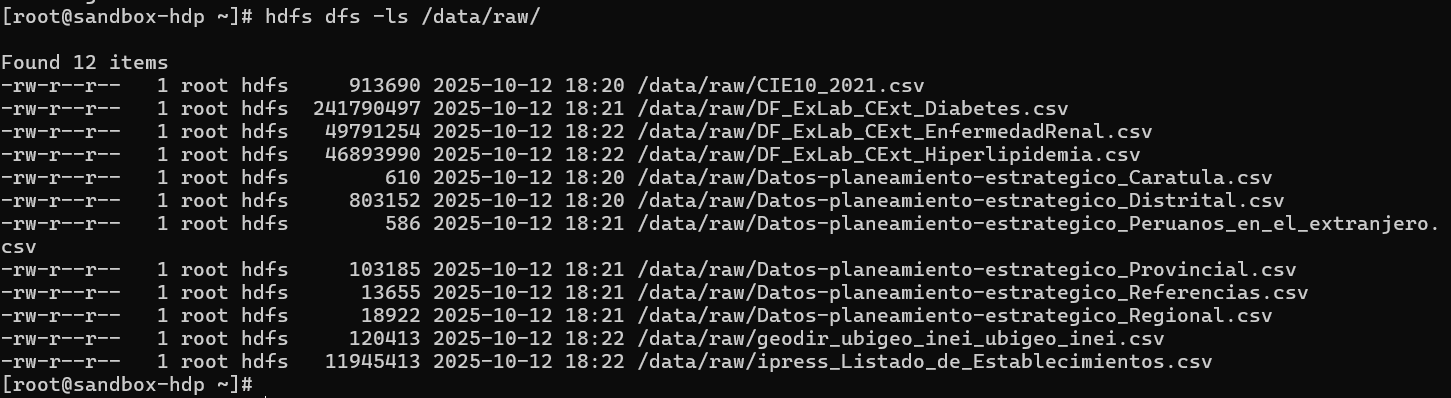 [root@sandbox-hdp ~]# hdfs dfs -ls /data/raw/
Found 12 items
-rw-r--r--   1 root hdfs     913690 2025-10-12 18:20 /data/raw/CIE10_2021.csv
-rw-r--r--   1 root hdfs  241790497 2025-10-12 18:21 /data/raw/DF_ExLab_CExt_Diabetes.csv
-rw-r--r--   1 root hdfs   49791254 2025-10-12 18:22 /data/raw/DF_ExLab_CExt_EnfermedadRenal.csv
-rw-r--r--   1 root hdfs   46893990 2025-10-12 18:22 /data/raw/DF_ExLab_CExt_Hiperlipidemia.csv
-rw-r--r--   1 root hdfs        610 2025-10-12 18:20 /data/raw/Datos-planeamiento-estrategico_Caratula.csv
-rw-r--r--   1 root hdfs     803152 2025-10-12 18:20 /data/raw/Datos-planeamiento-estrategico_Distrital.csv
-rw-r--r--   1 root hdfs        586 2025-10-12 18:21 /data/raw/Datos-planeamiento-estrategico_Peruanos_en_el_extranjero.
csv
-rw-r--r--   1 root hdfs     103185 2025-10-12 18:21 /data/raw/Datos-planeamiento-estrategico_Provincial.csv
-rw-r--r--   1 root hdfs      13655 2025-10-12 18:21 /data/raw/Datos-planeamiento-estrategico_Referencias.csv
-rw-r--r--   1 root hdfs      18922 2025-10-12 18:21 /data/raw/Datos-planeamiento-estrategico_Regional.csv
-rw-r--r--   1 root hdfs     120413 2025-10-12 18:22 /data/raw/geodir_ubigeo_inei_ubigeo_inei.csv
-rw-r--r--   1 root hdfs   11945413 2025-10-12 18:22 /data/raw/ipress_Listado_de_Establecimientos.csv
[root@sandbox-hdp ~]#